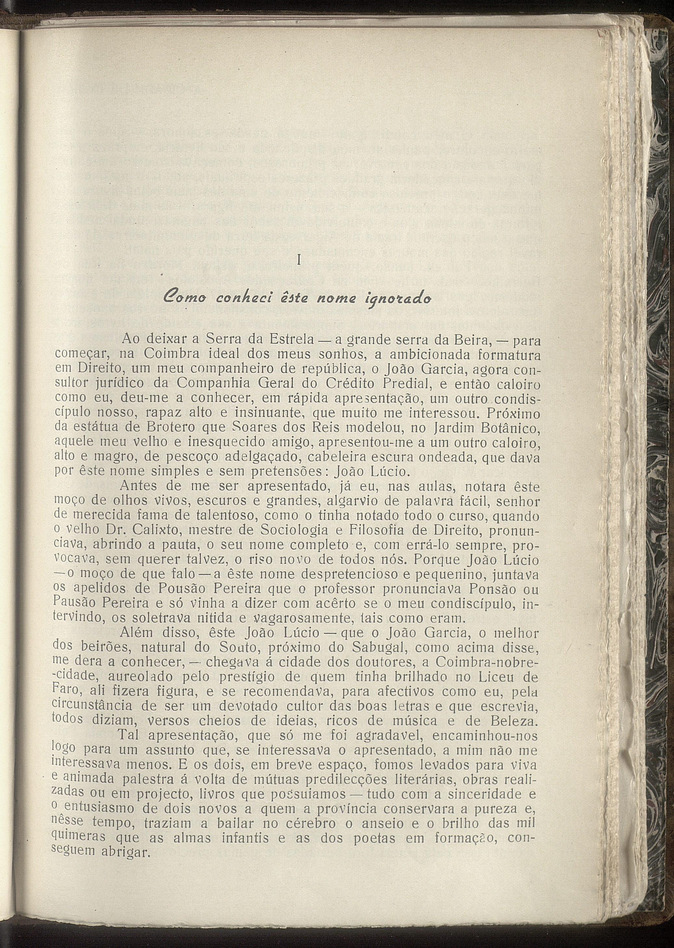 I
Como conheci êste nome ignorado
Ao deixar a Serra da Estrela — a grande serra da Beira, — para
começar, na Coimbra ideal dos meus sonhos, a ambicionada formatura
em Direito, um meu companheiro de república, o João Garcia, agora con-
sultor jurídico da Companhia Geral do Crédito Predial, e então caloiro
como eu, deu-me a conhecer, em rápida apresentação, um outro condis-
cípulo nosso, rapaz alto e insinuante, que muito me interessou. Próximo
da estátua de Brotero que Soares dos Reis modelou, no Jardim Botânico,
aquele meu velho e inesquecido amigo, apresentou-me a um outro caloiro,
alto e magro, de pescoço adelgaçado, cabeleira escura ondeada, que dava
por êste nome simples e sem pretensões: João Lúcio.
Antes de me ser apresentado, já eu, nas aulas, notara êste
moço de olhos vivos, escuros e grandes, algarvio de palavra fácil, senhor
de merecida fama de talentoso, como o tinha notado todo o curso, quando
o velho Dr. Calixto, mestre de Sociologia e Filosofia de Direito, pronun-
ciava, abrindo a pauta, o seu nome completo e, com errá-lo sempre, pro-
vocava, sem querer talvez, o riso novo de todos nós. Porque João Lúcio
— o moço de que falo — a êste nome despretencioso e pequenino, juntava
os apelidos de Pousão Pereira que o professor pronunciava Ponsão ou
Pausão Pereira e só vinha a dizer com acêrto se o meu condiscípulo, in-
tervindo, os soletrava nitida e vagarosamente, tais como eram.
Além disso, êste João Lúcio — que o João Garcia, o melhor
dos beirões, natural do Souto, próximo do Sabugal, como acima disse,
me dera a conhecer, — chegava á cidade dos doutores, a Coimbra-nobre-
-cidade, aureolado pelo prestígio de quem tinha brilhado no Liceu de
Faro, ali fizera figura, e se recomendava, para afectivos como eu, pela
circunstância de ser um devotado cultor das boas letras e que escrevia,
todos diziam, versos cheios de ideias, ricos de música e de Beleza.
Tal apresentação, que só me foi agradavel, encaminhou-nos
logo para um assunto que, se interessava o apresentado, a mim não me
interessava menos. E os dois, em breve espaço, fomos levados para viva
e animada palestra á volta de mútuas predilecções literárias, obras reali-
zadas ou em projecto, livros que possuíamos — tudo com a sinceridade e
o entusiasmo de dois novos a quem a província conservara a pureza e,
nêsse tempo, traziam a bailar no cérebro o anseio e o brilho das mil
quimeras que as almas infantis e as dos poetas em formação, con-
seguem abrigar.